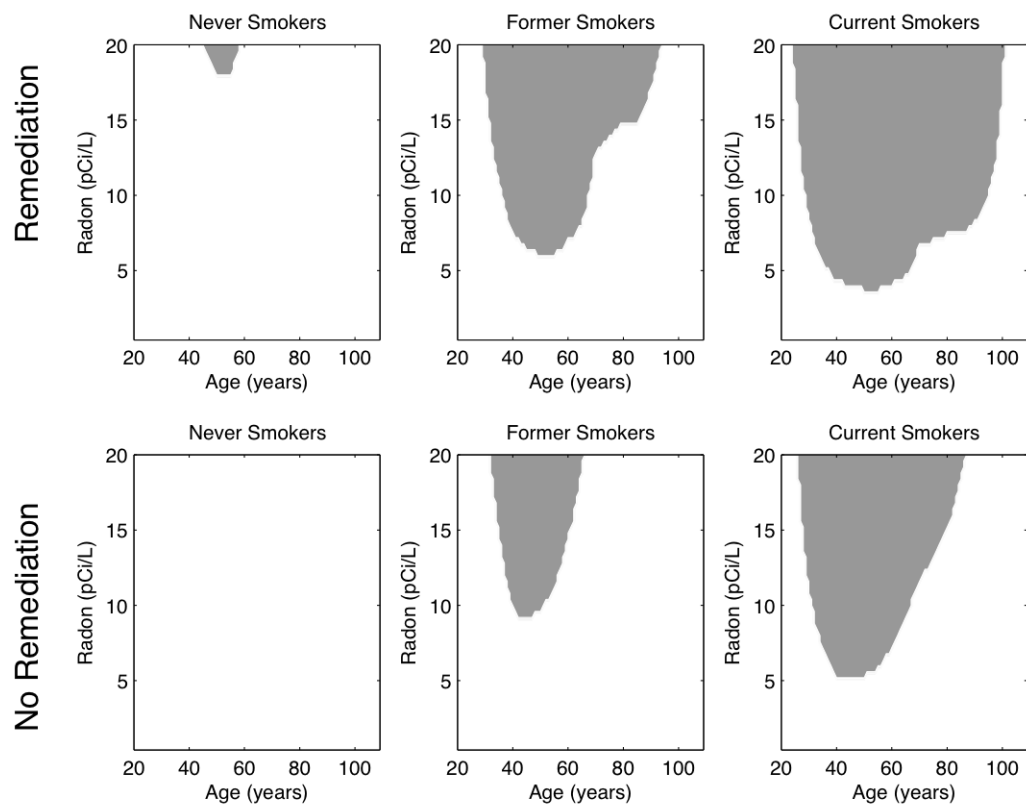 Remediation
Never Smokers
Radon (pCi/L)
20
15
10
5
20 40 60 80 100
Age (years)
Former Smokers
Radon (pCi/L)
20
15
10
5
20 40 60 80 100
Age (years)
Current Smokers
Radon (pCi/L)
20
15
10
5
20 40 60 80 100
Age (years)
No Remediation
Never Smokers
Radon (pCi/L)
20
15
10
5
20 40 60 80 100
Age (years)
Former Smokers
Radon (pCi/L)
20
15
10
5
20 40 60 80 100
Age (years)
Current Smokers
Radon (pCi/L)
20
15
10
5
20 40 60 80 100
Age (years)